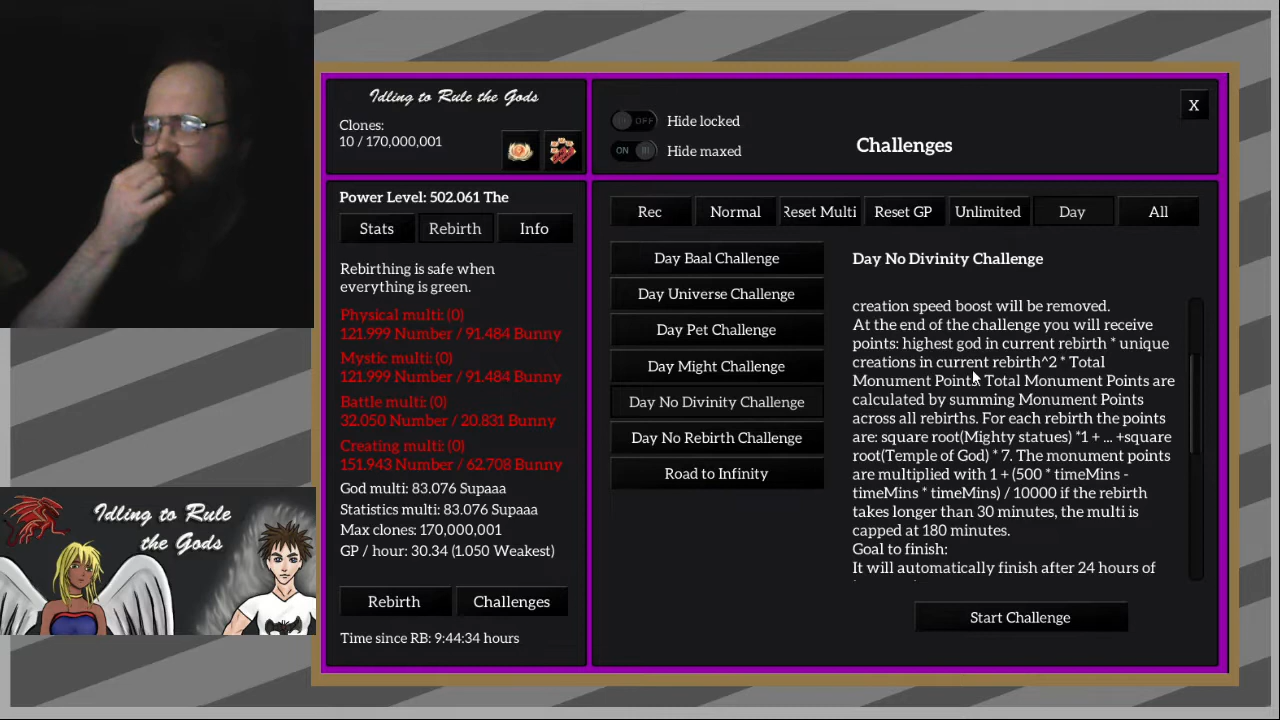 Idling to Rule the Gods
Clones:
10 / 170,000,001
OFF
Hide locked
ON
Hide maxed
Challenges
X
Power Level: 502.061 The
Stats
Rebirth
Info
Rebirthing is safe when
everything is green.
Physical multi: (0)
121.999 Number / 91.484 Bunny
Mystic multi: (0)
121.999 Number / 91.484 Bunny
Battle multi: (0)
32.050 Number / 20.831 Bunny
Creating multi: (0)
151.943 Number / 62.708 Bunny
God multi: 83.076 Supaaa
Statistics multi: 83.076 Supaaa
Max clones: 170,000,001
GP / hour: 30.34 (1.050 Weakest)
Rebirth
Challenges
Time since RB: 9:44:34 hours
Rec
Normal
Reset Multi
Reset GP
Unlimited
Day
All
Day Baal Challenge
Day Universe Challenge
Day Pet Challenge
Day Might Challenge
Day No Divinity Challenge
Day No Rebirth Challenge
Road to Infinity
Day No Divinity Challenge
creation speed boost will be removed.
At the end of the challenge you will receive
points: highest god in current rebirth * unique
creations in current rebirth^2 * Total
Monument Points. Total Monument Points are
calculated by summing Monument Points
across all rebirths. For each rebirth the points
are: square root(Mighty statues) *1 + ... +square
root(Temple of God) * 7. The monument points
are multiplied with 1 + (500 * timeMins -
timeMins * timeMins) / 10000 if the rebirth
takes longer than 30 minutes, the multi is
capped at 180 minutes.
Goal to finish:
It will automatically finish after 24 hours of
Start Challenge
Idling to Rule
the Gods